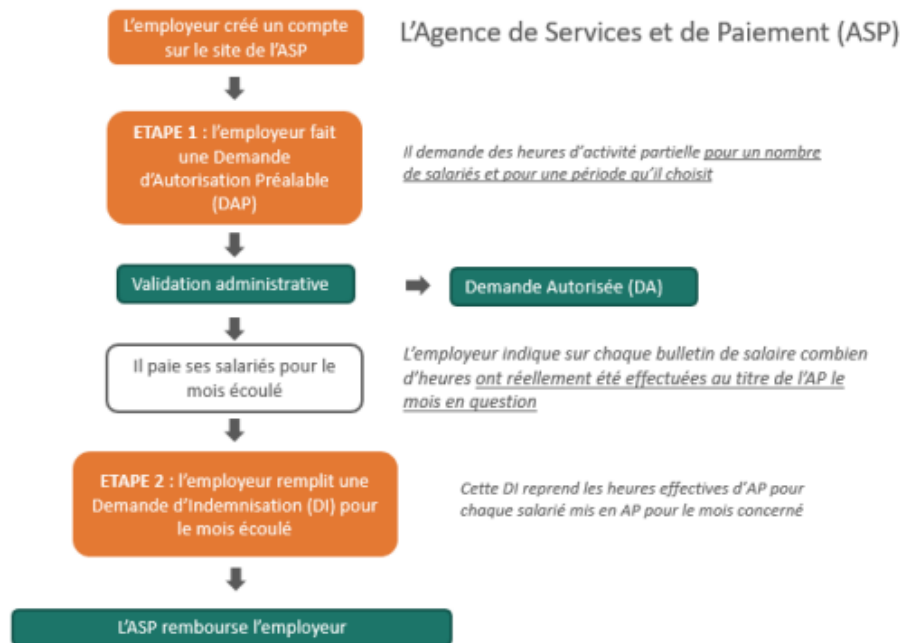 L'employeur créé un compte
sur le site de l'ASP
L'Agence de Services et de Paiement (ASP)
ETAPE 1 : l'employeur fait
une Demande
d'Autorisation Préalable
(DAP)
Il demande des heures d'activité partielle pour un nombre
de salariés et pour une période qu'il choisit
Validation administrative
Demande Autorisée (DA)
Il paie ses salariés pour le
mois écoulé
L'employeur indique sur chaque bulletin de salaire combien
d'heures ont réellement été effectuées au titre de l'AP le
mois en question
ETAPE 2 : l'employeur remplit une
Demande d'Indemnisation (DI) pour
le mois écoulé
Cette DI reprend les heures effectives d'AP pour
chaque salarié mis en AP pour le mois concerné
L'ASP rembourse l'employeur